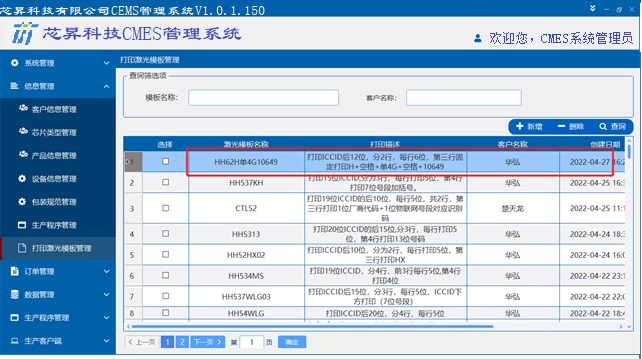 芯昇科技有限公司CEMS管理系统V1.0.1.150
芯昇科技CMES管理系统
欢迎您，CMES系统管理员
系统管理
信息管理
客户信息管理
芯片类型管理
产品信息管理
设备信息管理
包装规范管理
生产程序管理
打印激光模板管理
订单管理
数据管理
生产程序管理
生产客户端
打印激光模板管理
查询筛选项
模板名称：
客户名称：
新增 删除 查询
选择 激光模板名称 打印描述 客户名称 创建日期
1 HH62H单4G10649 打印ICCID后12位，分2行，每行6位，第三行固定打印H+空格+单4G+空格+10649 华弘 2022-04-27 16:2
2 HH537KH 打印15位ICCID,分为3行，每行打印5位，第4行打印7位号段加括号。 华弘 2022-04-25 16:3
3 CTL52 打印19位ICCID的后10位，每行5位，共2行，第三行打印1位厂商代码+1位物联网号段对应识别码 楚天龙 2022-04-25 11:1
4 HH5313 打印20位ICCID的后15位,分3行，每行打印5位，第4行打印13位号码 华弘 2022-04-24 18:3
5 HH52HX02 打印ICCID后10位，分为2行，每行打印5位，第三行打印HX 华弘 2022-04-24 16:0
6 HH534MS 打印19位ICCID，分4行，前3行每行5位,第4行打印4位 华弘 2022-04-22 23:1
7 HH537WLG03 打印ICCID后15位，分3行，每行5位，ICCID下方打印（7位号段） 华弘 2022-04-22 22:0
8 HH54WLG 打印ICCID后20位，分4行，每行5位 华弘 2022-04-22 18:4
上一页 1 2 下一页 第 1 页 确定